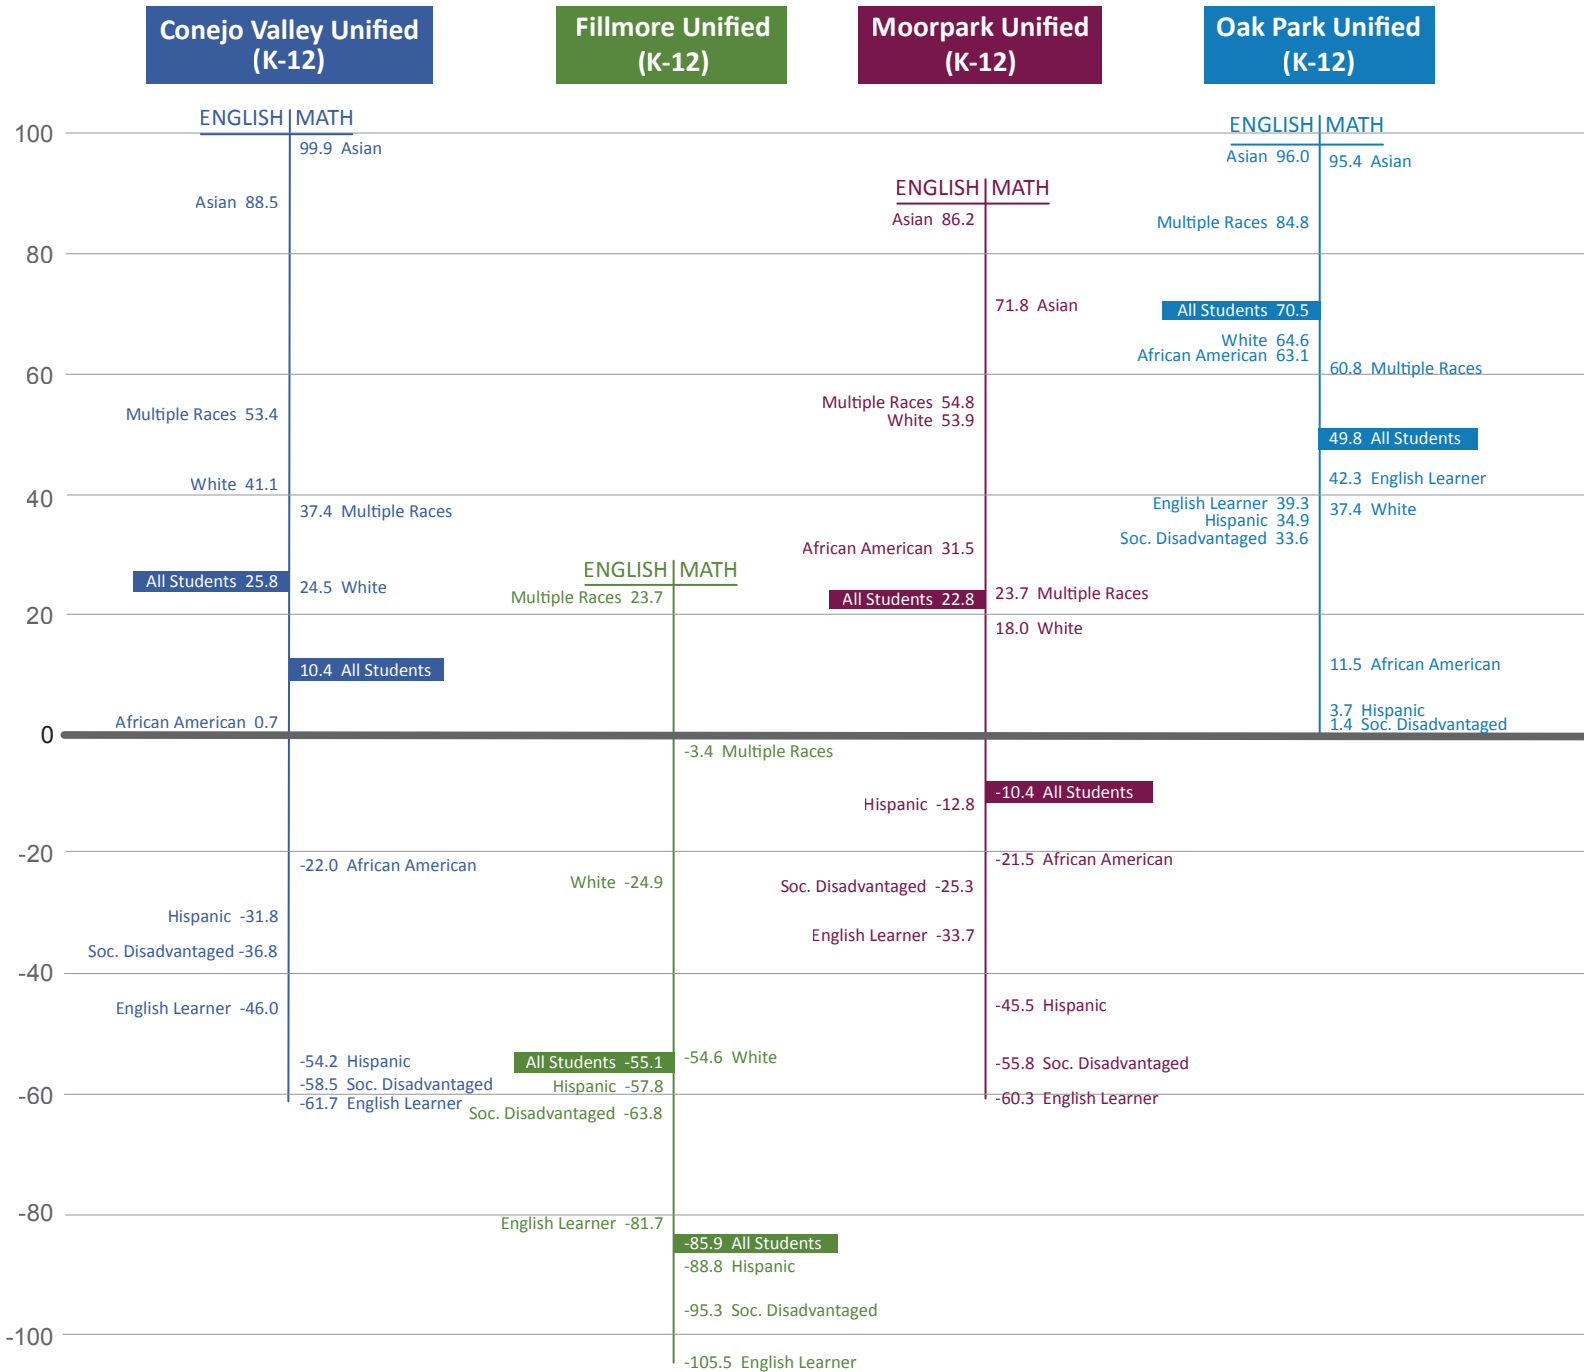 Conejo Valley Unified
(K-12)
Fillmore Unified
(K-12)
Moorpark Unified
(K-12)
Oak Park Unified
(K-12)
100
80
60
40
20
0
-20
-40
-60
-80
-100
ENGLISH MATH
99.9 Asian
Asian 88.5
Multiple Races 53.4
White 41.1
37.4 Multiple Races
All Students 25.8
24.5 White
10.4 All Students
African American 0.7
-22.0 African American
Hispanic -31.8
Soc. Disadvantaged -36.8
English Learner -46.0
-54.2 Hispanic
-58.5 Soc. Disadvantaged
-61.7 English Learner
ENGLISH MATH
Multiple Races 23.7
-3.4 Multiple Races
White -24.9
-54.6 White
All Students -55.1
Hispanic -57.8
Soc. Disadvantaged -63.8
English Learner -81.7
-85.9 All Students
-88.8 Hispanic
-95.3 Soc. Disadvantaged
-105.5 English Learner
ENGLISH MATH
Asian 86.2
71.8 Asian
Multiple Races 54.8
White 53.9
African American 31.5
All Students 22.8
23.7 Multiple Races
18.0 White
-10.4 All Students
Hispanic -12.8
-21.5 African American
Soc. Disadvantaged -25.3
English Learner -33.7
-45.5 Hispanic
-55.8 Soc. Disadvantaged
-60.3 English Learner
ENGLISH MATH
Asian 96.0
95.4 Asian
Multiple Races 84.8
All Students 70.5
White 64.6
African American 63.1
60.8 Multiple Races
49.8 All Students
42.3 English Learner
English Learner 39.3
37.4 White
Hispanic 34.9
Soc. Disadvantaged 33.6
11.5 African American
3.7 Hispanic
1.4 Soc. Disadvantaged